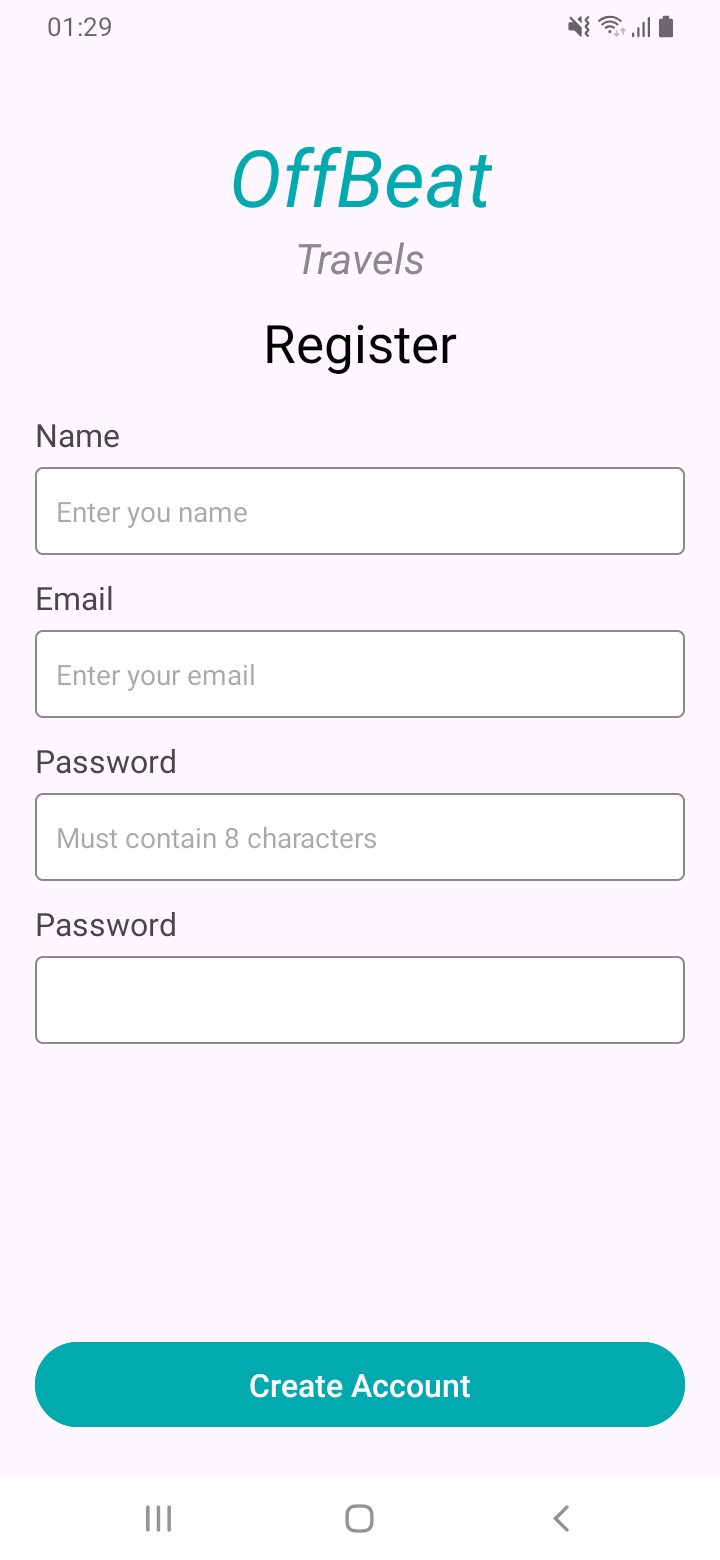 01:29
OffBeat
Travels
Register
Name
Enter you name
Email
Enter your email
Password
Must contain 8 characters
Password
Create Account